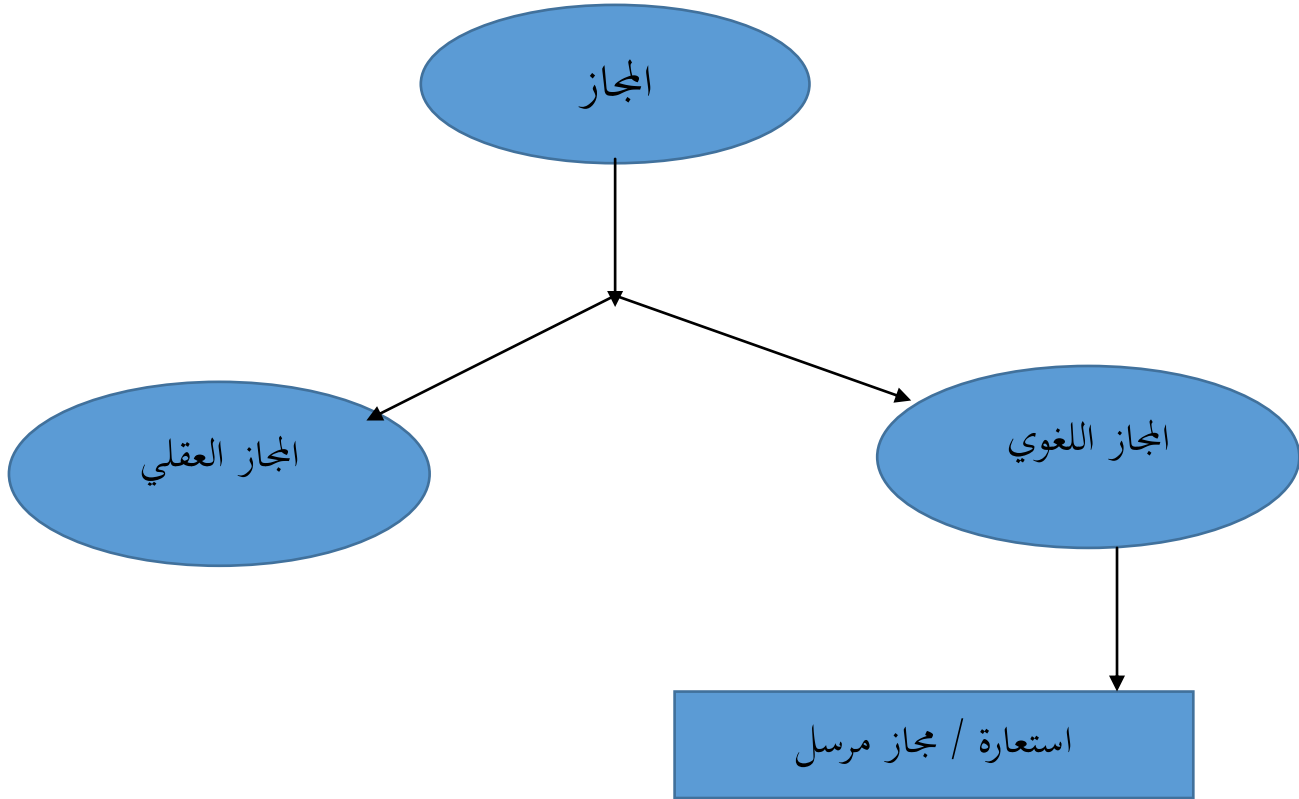 المجاز
المجاز اللغوي
المجاز العقلي
استعارة / مجاز مرسل